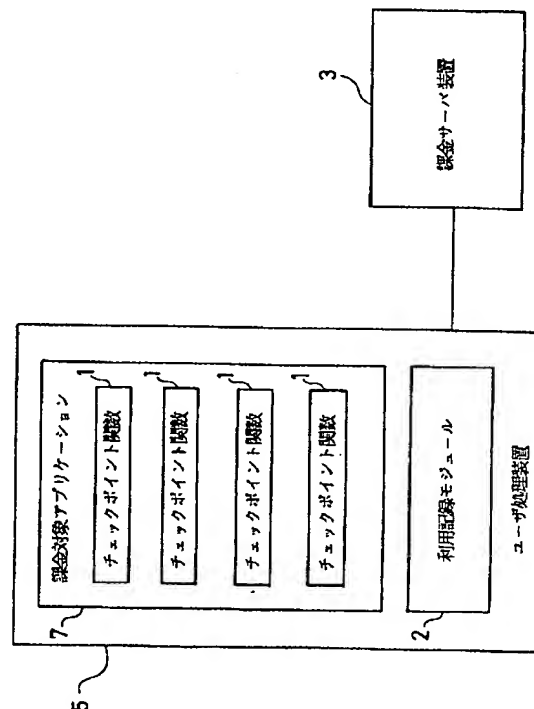 5
7
課金対象アプリケーション
チェックポイント関数
1
チェックポイント関数
1
チェックポイント関数
1
チェックポイント関数
1
2
利用記録モジュール
ユーザ処理装置
3
課金サーバ装置